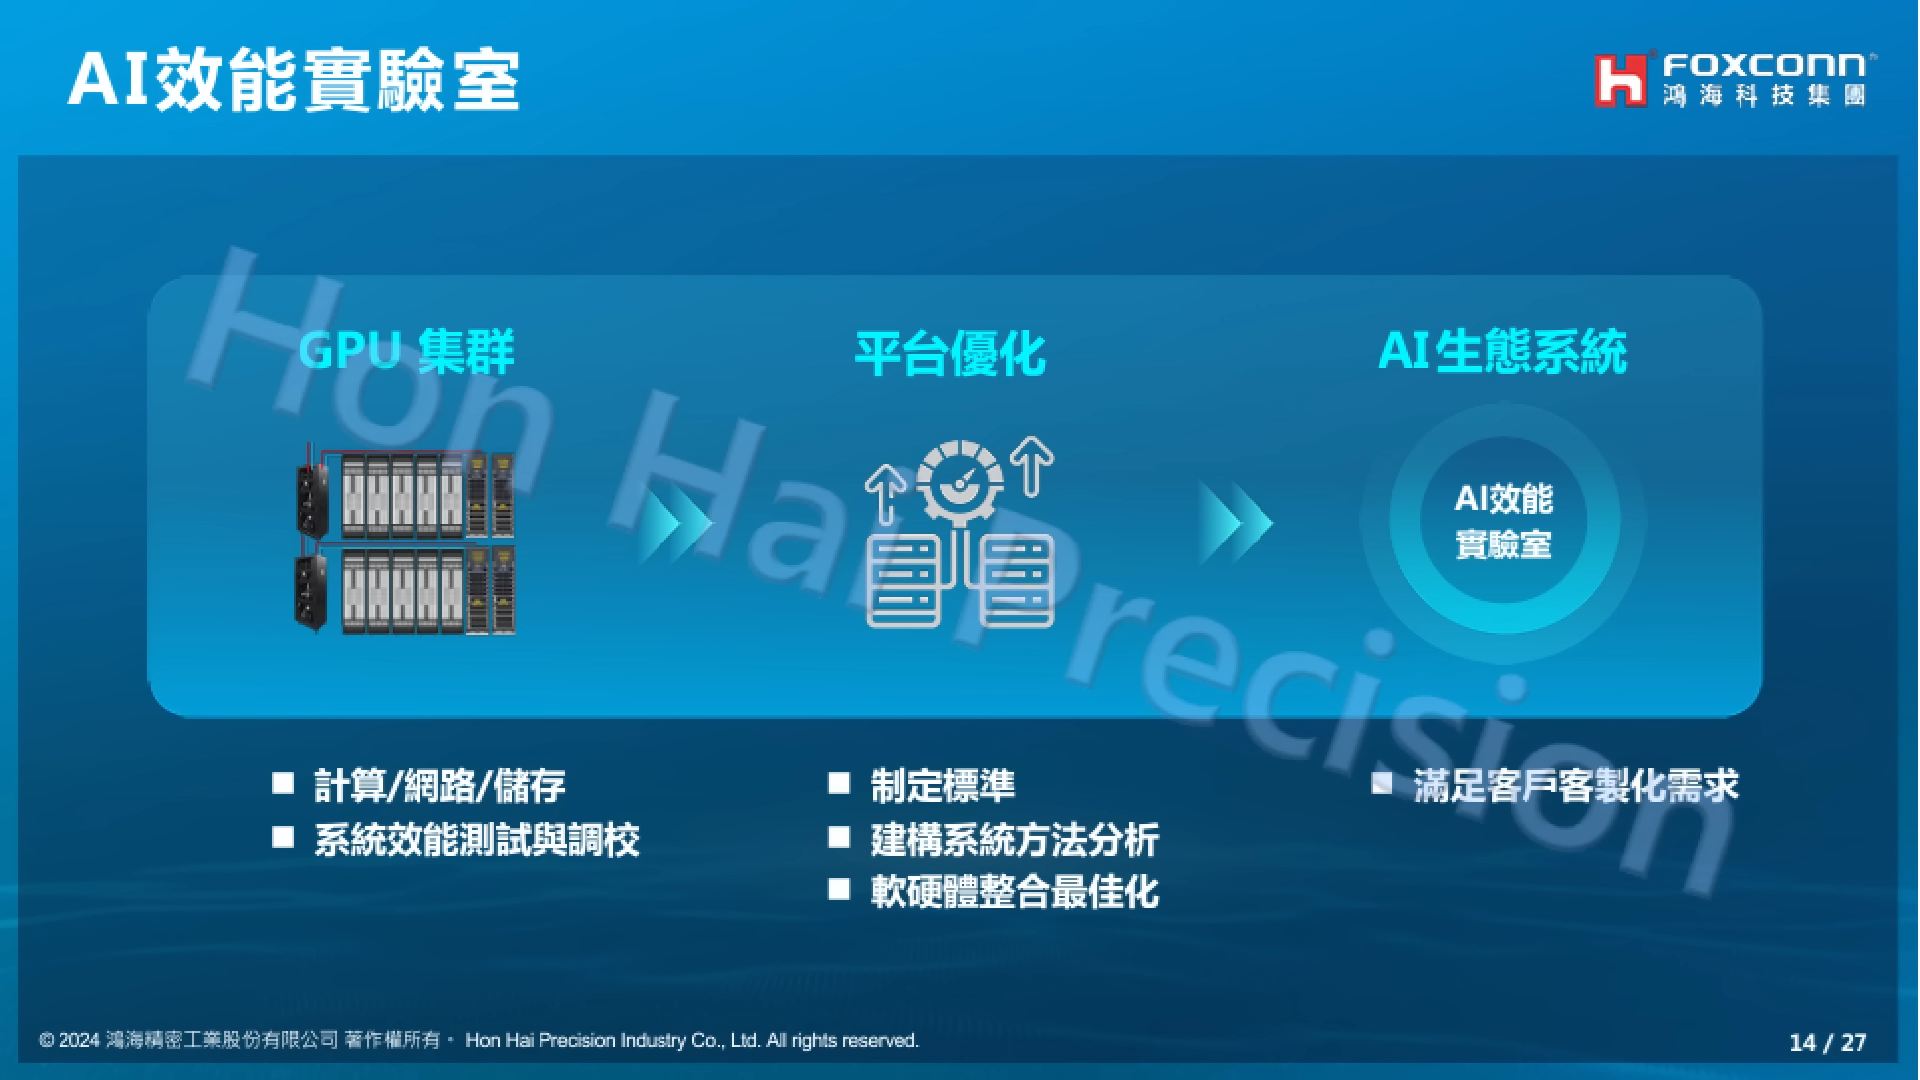 AI效能實驗室
FOXCONN
鴻海科技集團
GPU 集群
平台優化
AI生態系統
AI效能
實驗室
計算/網路/儲存
系統效能測試與調校
制定標準
建構系統方法分析
軟硬體整合最佳化
滿足客戶客製化需求
Hon Hai Precision
© 2024 鴻海精密工業股份有限公司 著作權所有。 Hon Hai Precision Industry Co., Ltd. All rights reserved.
14 / 27